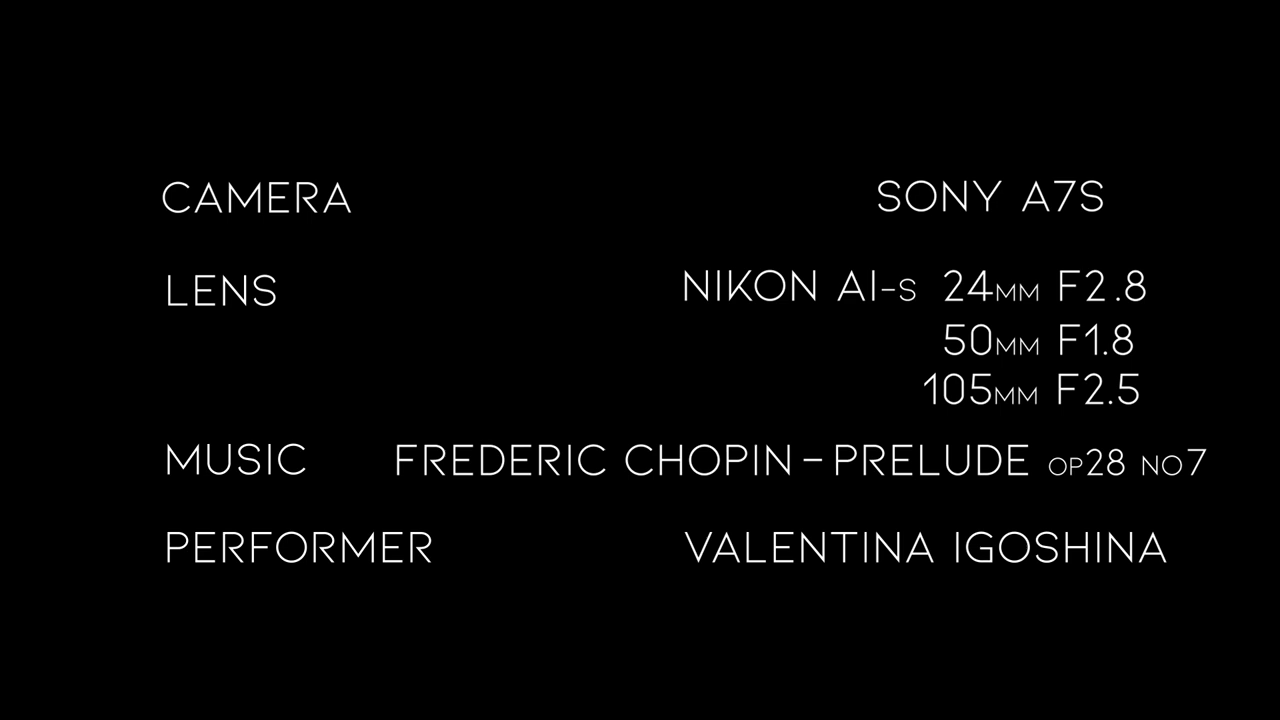 CAMERA SONY A7S
LENS NIKON AI-S 24MM F2.8
50MM F1.8
105MM F2.5
MUSIC FREDERIC CHOPIN – PRELUDE OP28 NO7
PERFORMER VALENTINA IGOSHINA